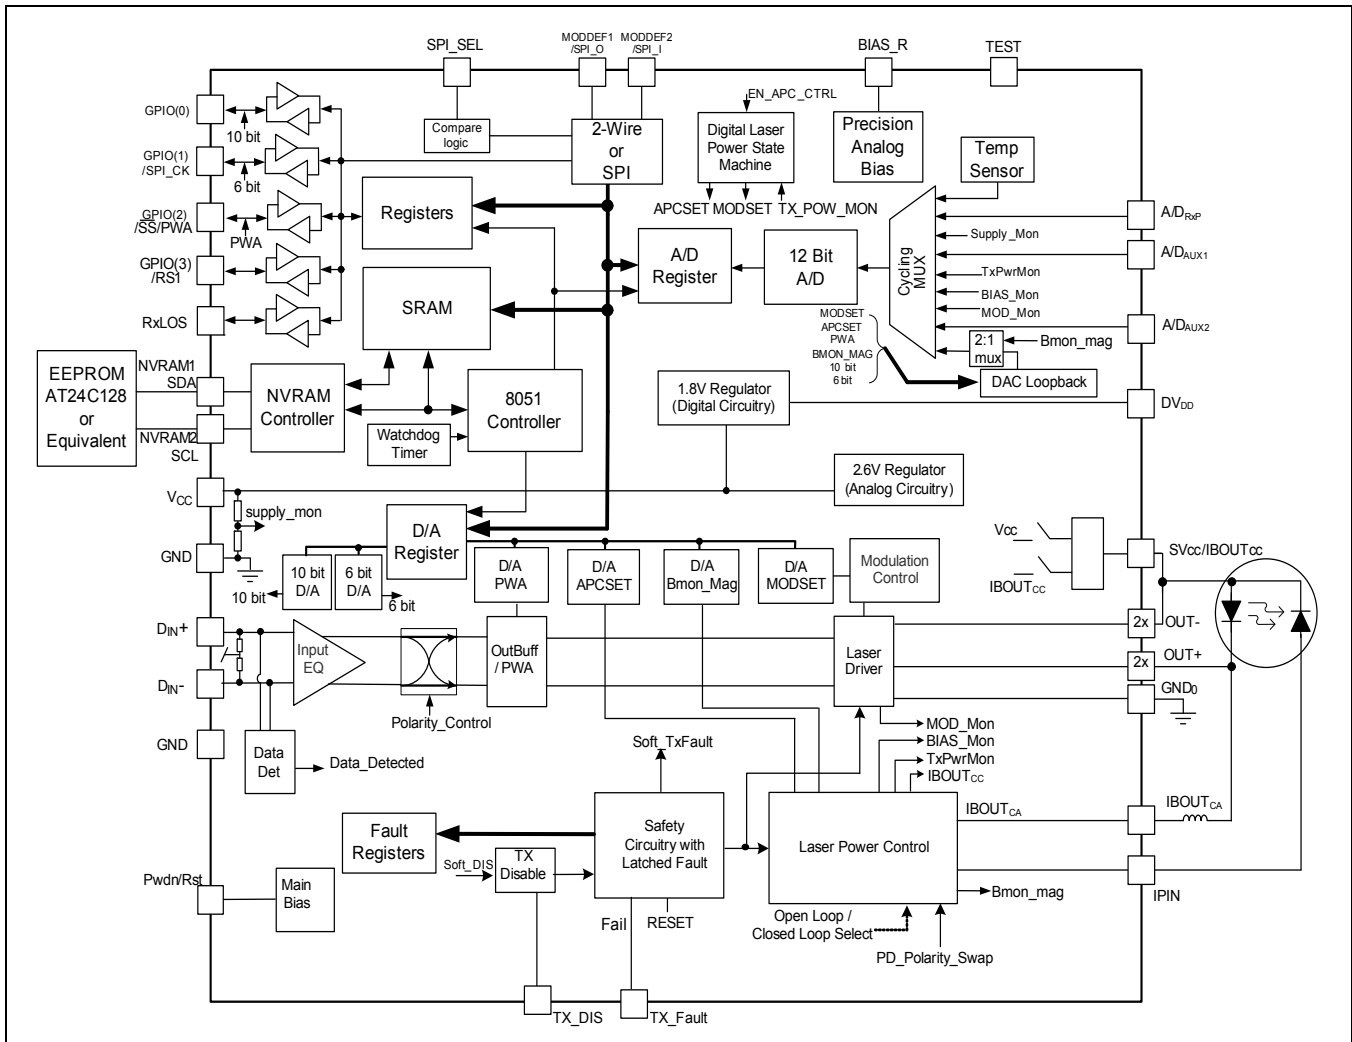 SPI_SEL
MODDEF1
/SPI_O
MODDEF2
/SPI_I
BIAS_R
TEST
GPIO(0)
10 bit
GPIO(1)
/SPI_CK
6 bit
GPIO(2)
/SS/PWA
PWA
GPIO(3)
/RS1
RxLOS
Compare
logic
2-Wire
or
SPI
EN_APC_CTRL
Digital Laser
Power State
Machine
APCSET MODSET TX_POW_MON
Precision
Analog
Bias
Temp
Sensor
Registers
A/D
Register
12 Bit
A/D
Cycling
MUX
Supply_Mon
TxPwrMon
BIAS_Mon
MOD_Mon
A/DRxP
A/DAUX1
A/DAUX2
SRAM
MODSET
APCSET
PWA
BMON_MAG
10 bit
6 bit
2:1
mux
Bmon_mag
DAC Loopback
EEPROM
AT24C128
or
Equivalent
NVRAM1
SDA
NVRAM2
SCL
NVRAM
Controller
8051
Controller
Watchdog
Timer
1.8V Regulator
(Digital Circuitry)
DVDD
2.6V Regulator
(Analog Circuitry)
VCC
supply_mon
GND
D/A
Register
10 bit
D/A
6 bit
D/A
10 bit
6 bit
D/A
PWA
D/A
APCSET
D/A
Bmon_Mag
D/A
MODSET
Modulation
Control
Vcc
IBOUTCC
SVcc/IBOUTcc
DIN+
DIN-
Input
EQ
Polarity_Control
OutBuff
/ PWA
Laser
Driver
2x
OUT-
2x
OUT+
GND0
GND
Data
Det
Data_Detected
Soft_TxFault
MOD_Mon
BIAS_Mon
TxPwrMon
IBOUTCC
Fault
Registers
Safety
Circuitry with
Latched Fault
Laser Power Control
IBOUTCA
IBOUTCA
Soft_DIS
TX
Disable
Pwdn/Rst
Main
Bias
Fail
RESET
Bmon_mag
IPIN
Open Loop /
Closed Loop Select
PD_Polarity_Swap
TX_DIS
TX_Fault